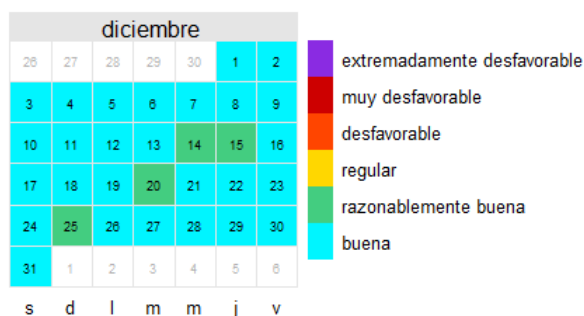 diciembre
26 27 28 29 30 1 2
3 4 5 6 7 8 9
10 11 12 13 14 15 16
17 18 19 20 21 22 23
24 25 26 27 28 29 30
31 1 2 3 4 5 6
s d l m m j v
extremadamente desfavorable
muy desfavorable
desfavorable
regular
razonablemente buena
buena